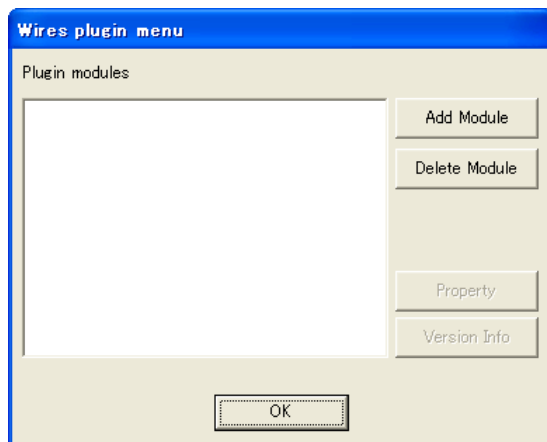 Wires plugin menu
Plugin modules
Add Module
Delete Module
Property
Version Info
OK